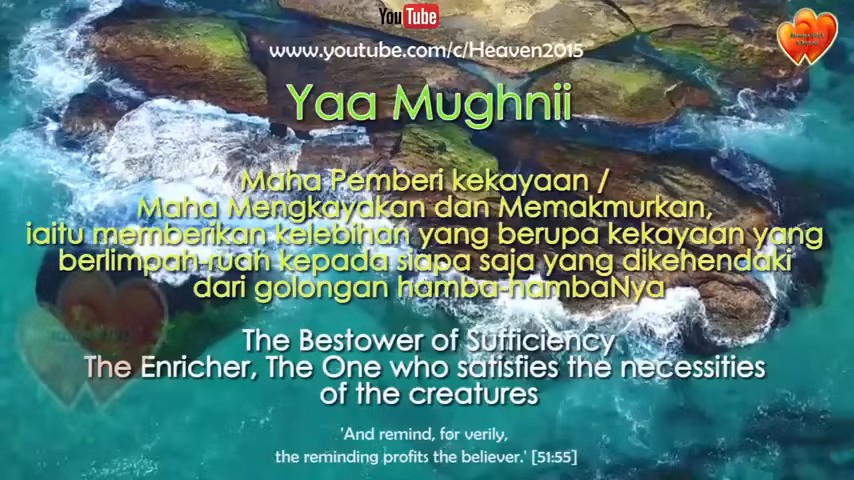 YouTube
www.youtube.com/c/Heaven2015
Yaa Mughnii
Maha Pemberi kekayaan /
Maha Mengkayakan dan Memakmurkan,
iaitu memberikan kelebihan yang berupa kekayaan yang
berlimpah-ruah kepada siapa saja yang dikehendaki
dari golongan hamba-hambaNya
The Bestower of Sufficiency
The Enricher, The One who satisfies the necessities
of the creatures
'And remind, for verily,
the reminding profits the believer.' [51:55]